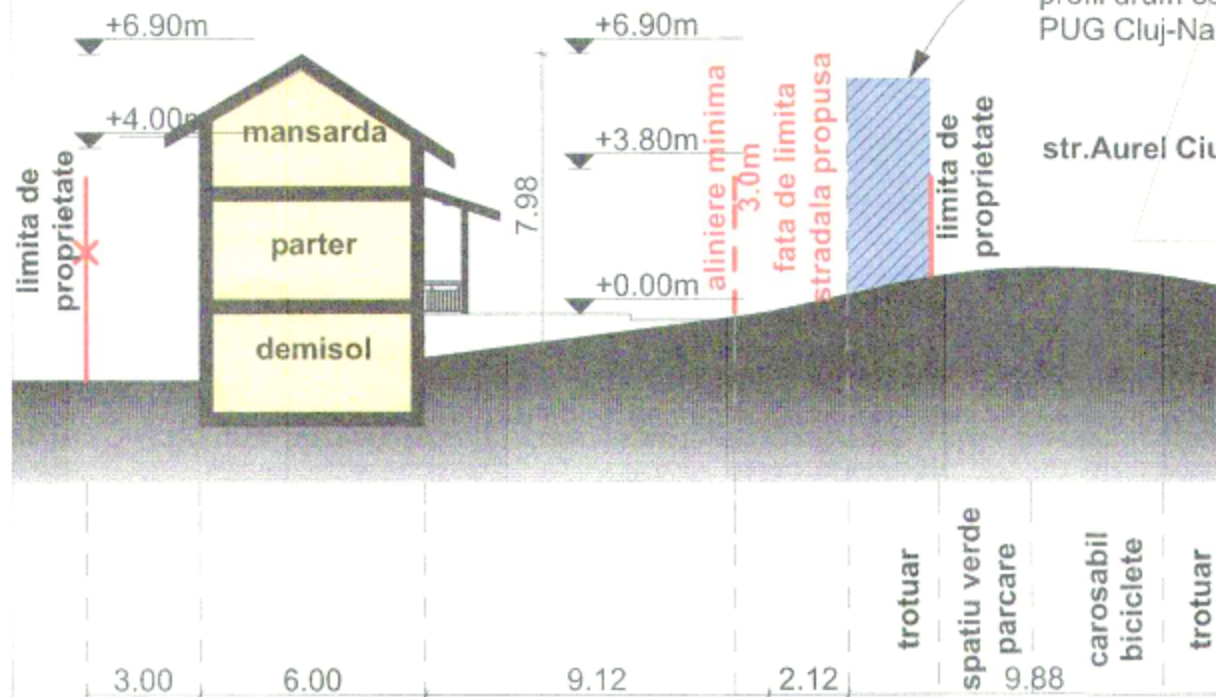 +6.90m
+4.00m
limita de
proprietate
mansarda
parter
demisol
7.98
+6.90m
+3.80m
+0.00m
aliniere minima
3.0m
fata de limita
stradala propusa
limita de
proprietate
PUG Cluj-Na
str.Aurel Ciu
trotuar
spatiu verde
parcare
carosabil
biciclete
trotuar
3.00
6.00
9.12
2.12
9.88